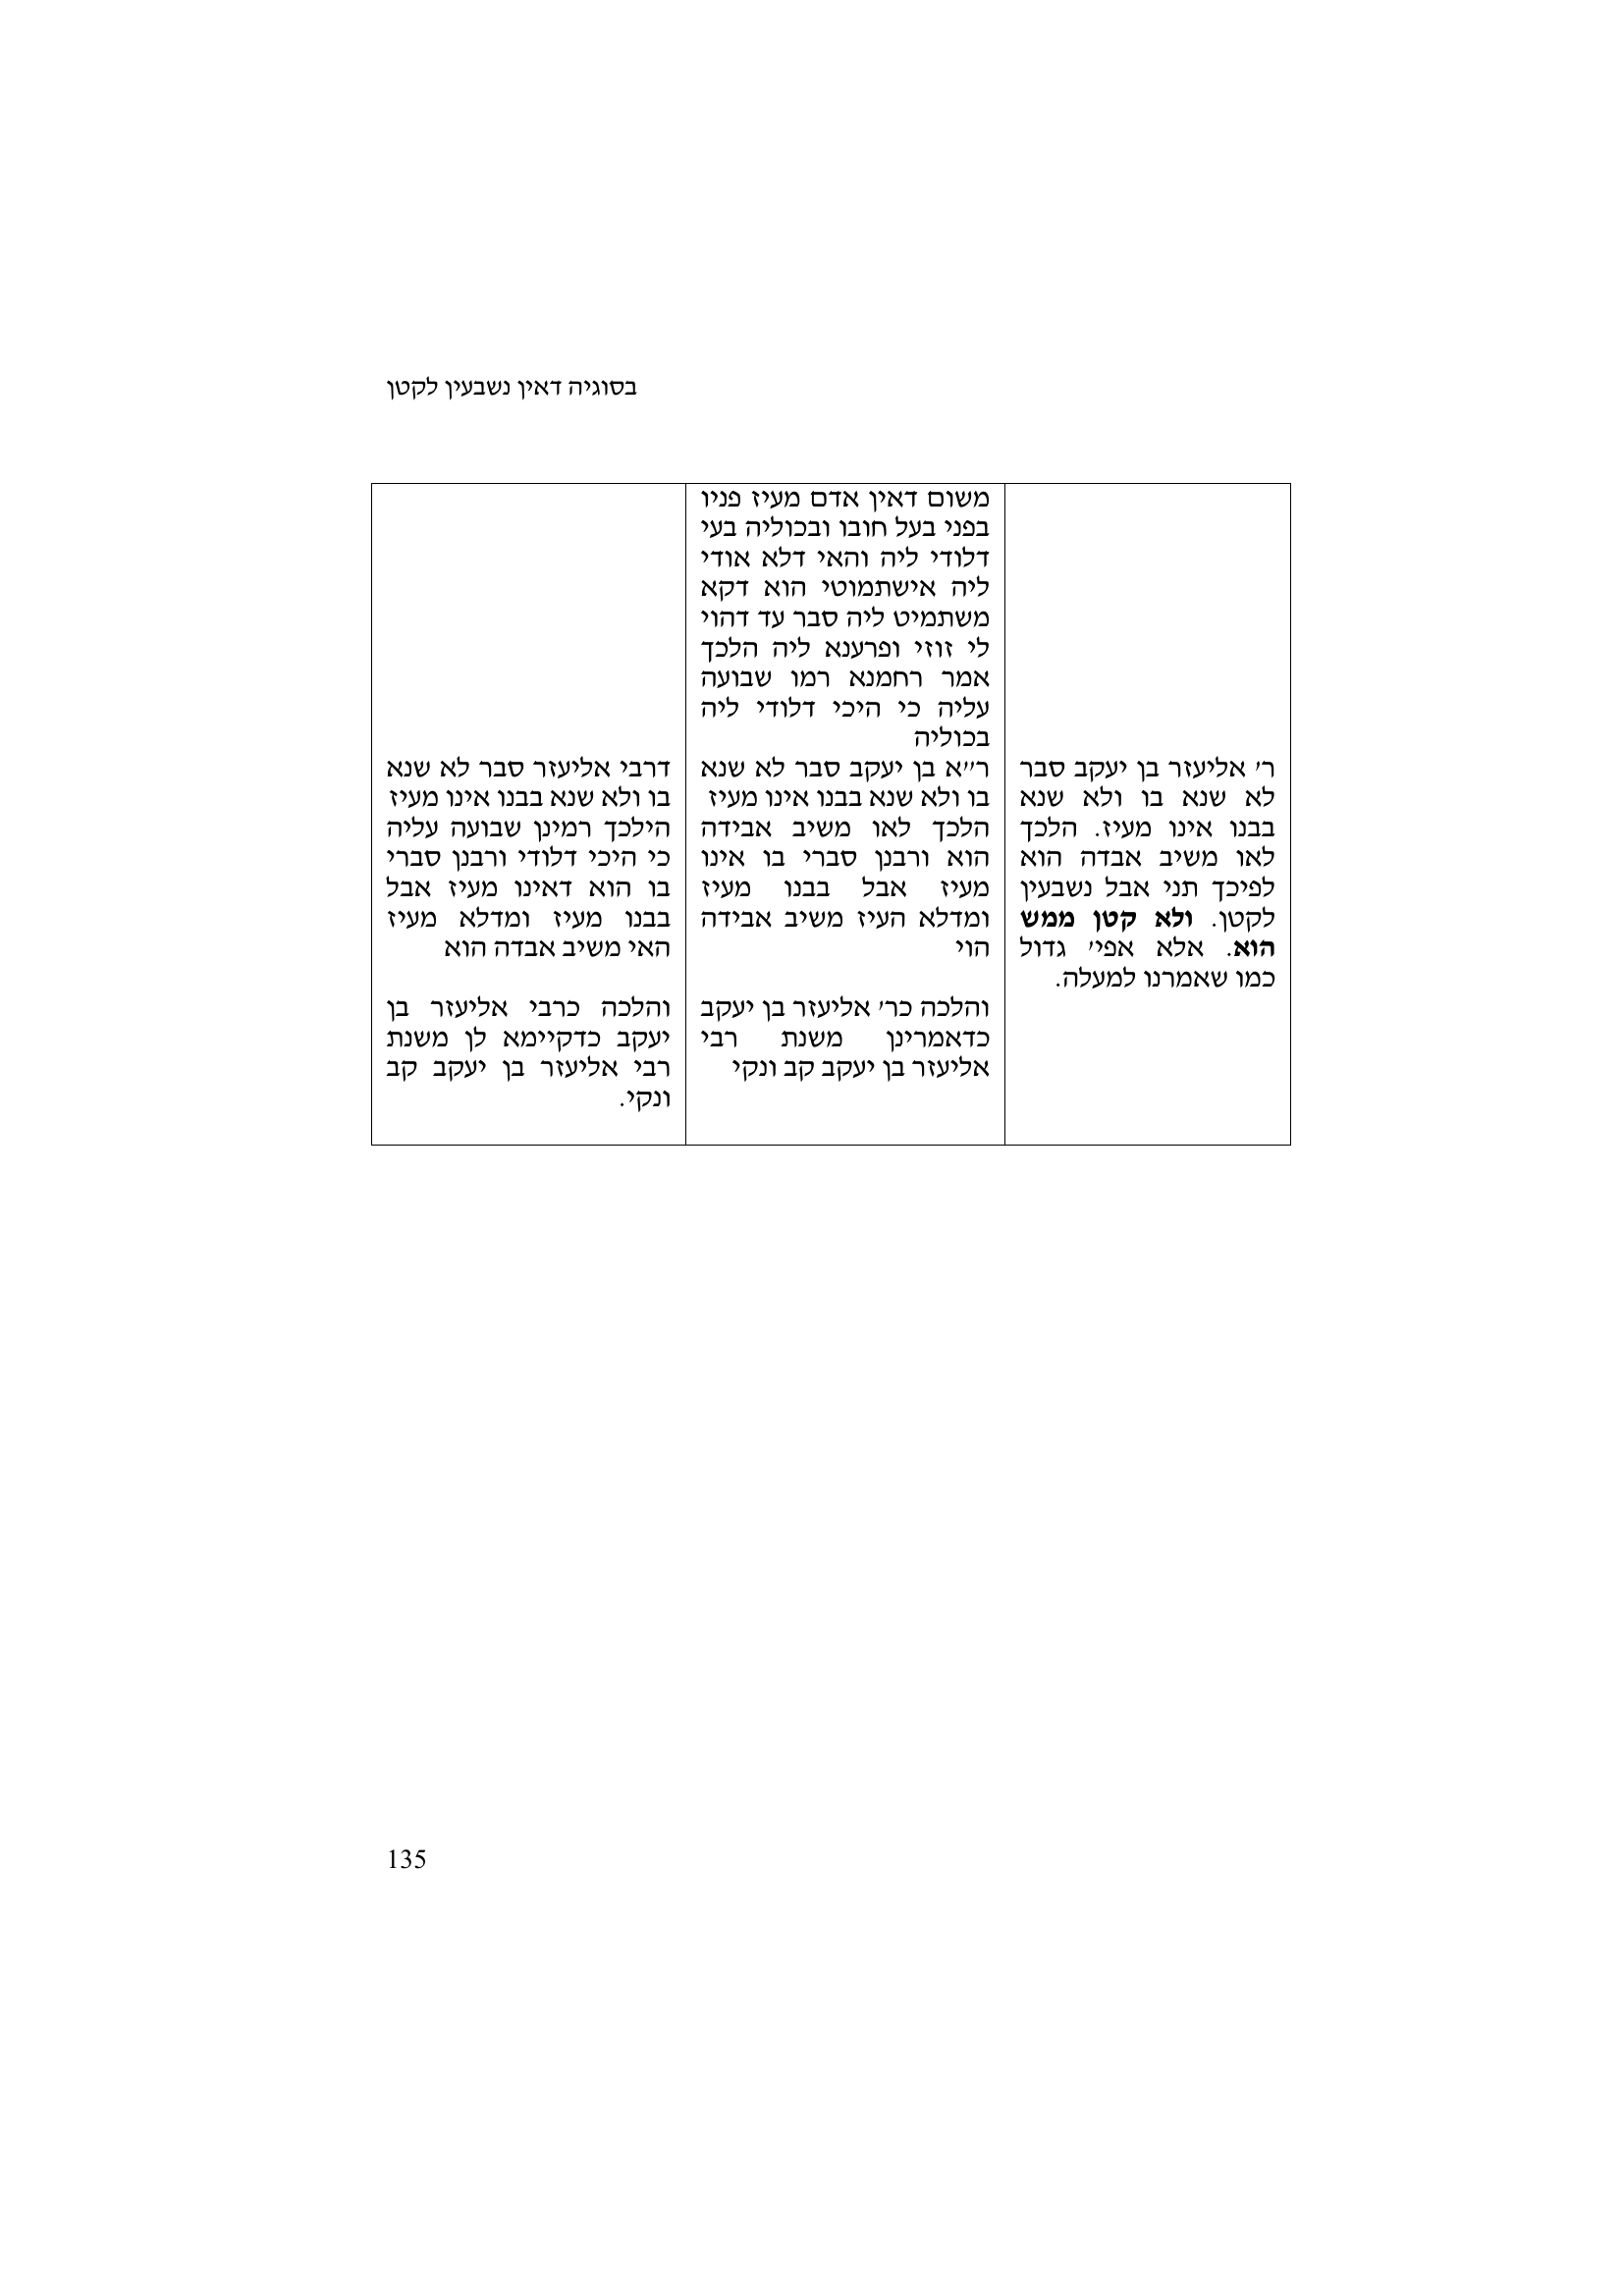 בסוגיה דאין נשבעין לקטן
ר׳ אליעזר בן יעקב סבר
לא שנא בו ולא שנא
בבנו אינו מעיז. הלכך
לאו משיב אבדה הוא
לפיכך תני אבל נשבעין
לקטן. ולא קטן ממש
הוא. אלא אפי׳ גדול
כמו שאמרנו למעלה.
משום דאין אדם מעיז פניו
בפני בעל חובו ובכוליה בעי
דלודי ליה והאי דלא אודי
ליה אישתמוטי הוא דקא
משתמיט ליה סבר עד דהוי
לי זוזי ופרענא ליה הלכך
אמר רחמנא רמו שבועה
עליה כי היכי דלודי ליה
בכוליה
ר״א בן יעקב סבר לא שנא
בו ולא שנא בבנו אינו מעיז
הלכך לאו משיב אבידה
הוא ורבנן סברי בו אינו
מעיז אבל בבנו מעיז
ומדלא העיז משיב אבידה
הוי
והלכה כר׳ אליעזר בן יעקב
כדאמרינן משנת רבי
אליעזר בן יעקב קב ונקי
דרבי אליעזר סבר לא שנא
בו ולא שנא בבנו אינו מעיז
הילכך רמינן שבועה עליה
כי היכי דלודי ורבנן סברי
בו הוא דאינו מעיז אבל
בבנו מעיז ומדלא מעיז
האי משיב אבדה הוא
והלכה כרבי אליעזר בן
יעקב כדקיימא לן משנת
רבי אליעזר בן יעקב קב
ונקי.
135